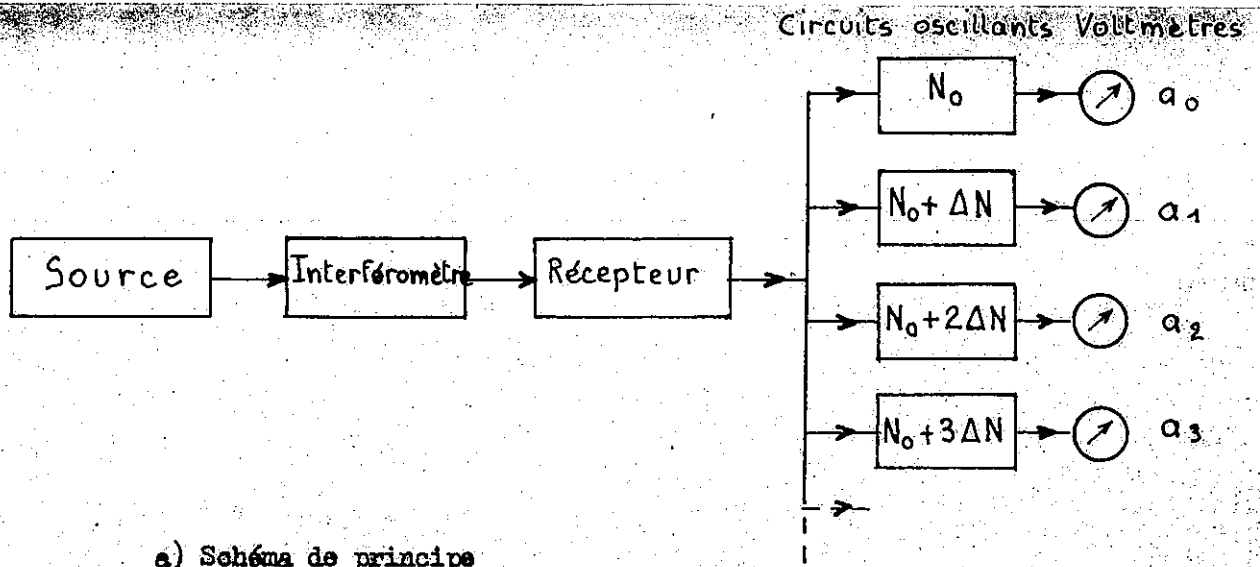 Circuits oscillants Voltmètres
N₀ a₀
N₀+ ΔN a₁
Source Interféromètre Récepteur
N₀+2ΔN a₂
N₀+3ΔN a₃
a) Schéma de principe